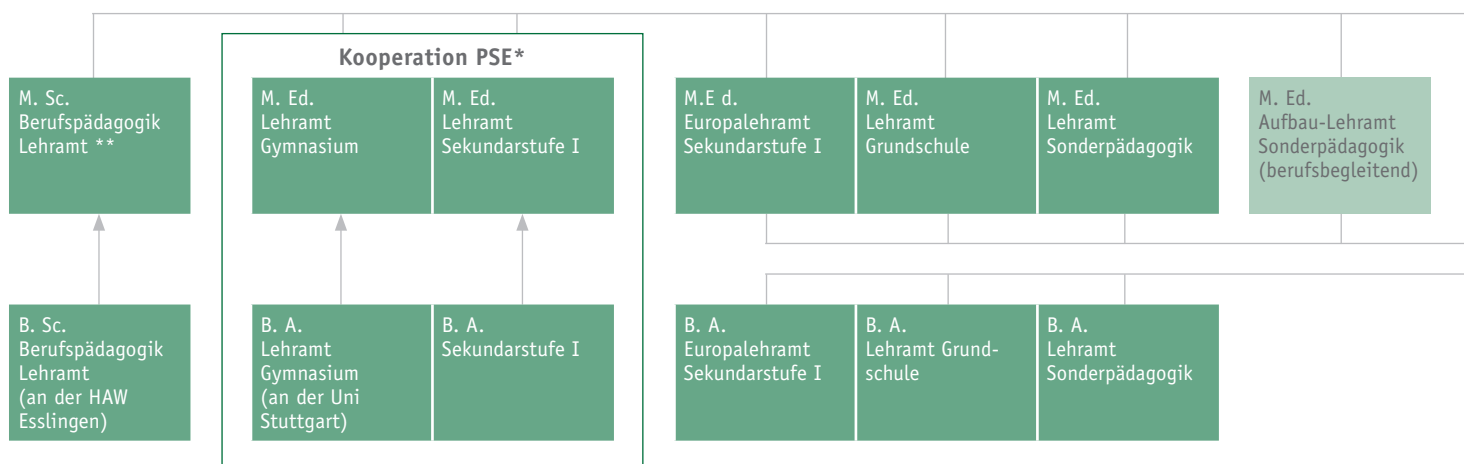 Kooperation PSE*
M. Sc.
Berufspädagogik
Lehramt **
M. Ed.
Lehramt
Gymnasium
M. Ed.
Lehramt
Sekundarstufe I
M.E d.
Europalehramt
Sekundarstufe I
M. Ed.
Lehramt
Grundschule
M. Ed.
Lehramt
Sonderpädagogik
M. Ed.
Aufbau-Lehramt
Sonderpädagogik
(berufsbegleitend)
B. Sc.
Berufspädagogik
Lehramt
(an der HAW
Esslingen)
B. A.
Lehramt
Gymnasium
(an der Uni
Stuttgart)
B. A.
Sekundarstufe I
B. A.
Europalehramt
Sekundarstufe I
B. A.
Lehramt Grund-
schule
B. A.
Lehramt
Sonderpädagogik